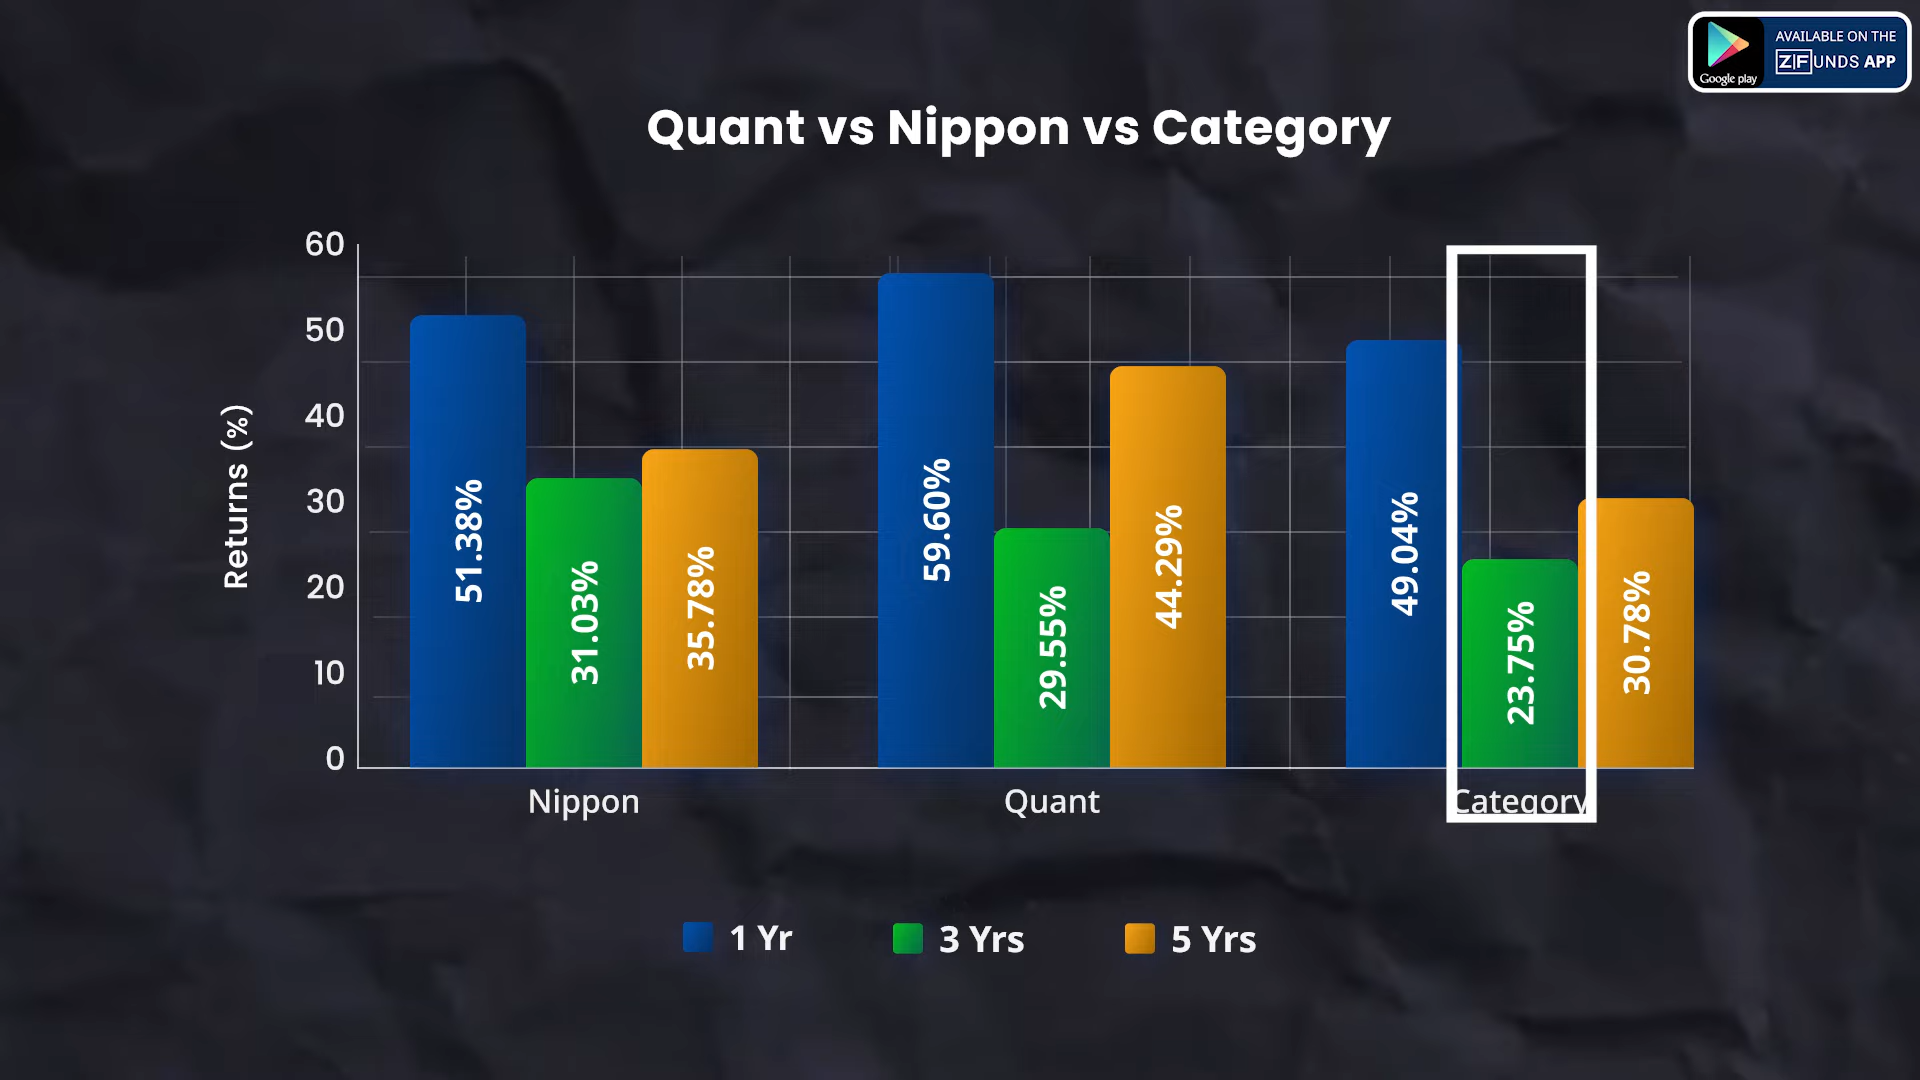 AVAILABLE ON THE
ZFUNDS APP
Google play
Quant vs Nippon vs Category
Returns (%)
60
50
40
30
20
10
0
51.38%
31.03%
35.78%
59.60%
29.55%
44.29%
49.04%
23.75%
30.78%
Nippon
Quant
Category
1 Yr
3 Yrs
5 Yrs